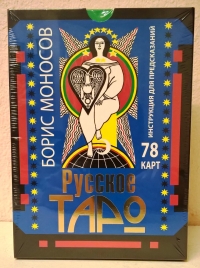 БОРИС МОНОСОВ
ИНСТРУКЦИЯ ДЛЯ ПРЕДСКАЗАНИЙ
78
КАРТ
Русское
ТАРО